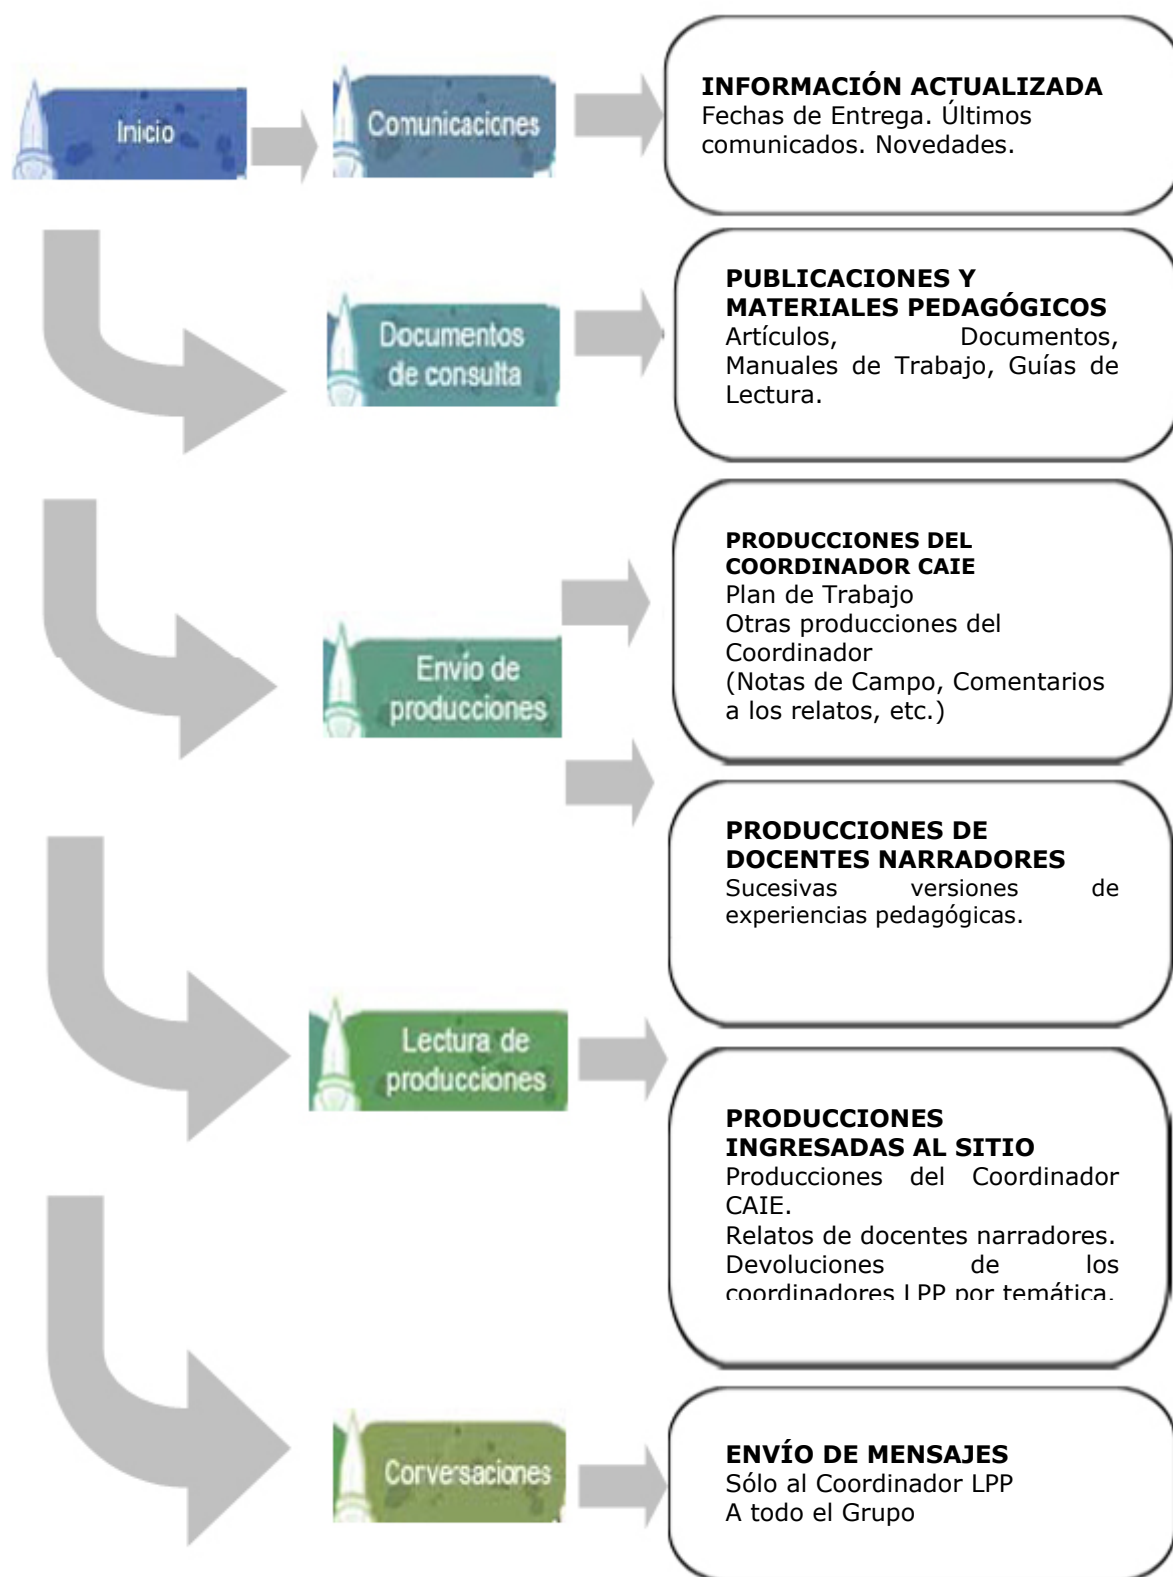 Inicio
Comunicaciones
INFORMACIÓN ACTUALIZADA
Fechas de Entrega. Últimos
comunicados. Novedades.
Documentos
de consulta
PUBLICACIONES Y
MATERIALES PEDAGÓGICOS
Artículos, Documentos,
Manuales de Trabajo, Guías de
Lectura.
Envío de
producciones
PRODUCCIONES DEL
COORDINADOR CAIE
Plan de Trabajo
Otras producciones del
Coordinador
(Notas de Campo, Comentarios
a los relatos, etc.)
PRODUCCIONES DE
DOCENTES NARRADORES
Sucesivas versiones de
experiencias pedagógicas.
Lectura de
producciones
PRODUCCIONES
INGRESADAS AL SITIO
Producciones del Coordinador
CAIE.
Relatos de docentes narradores.
Devoluciones de los
coordinadores LPP por temática.
Conversaciones
ENVÍO DE MENSAJES
Sólo al Coordinador LPP
A todo el Grupo